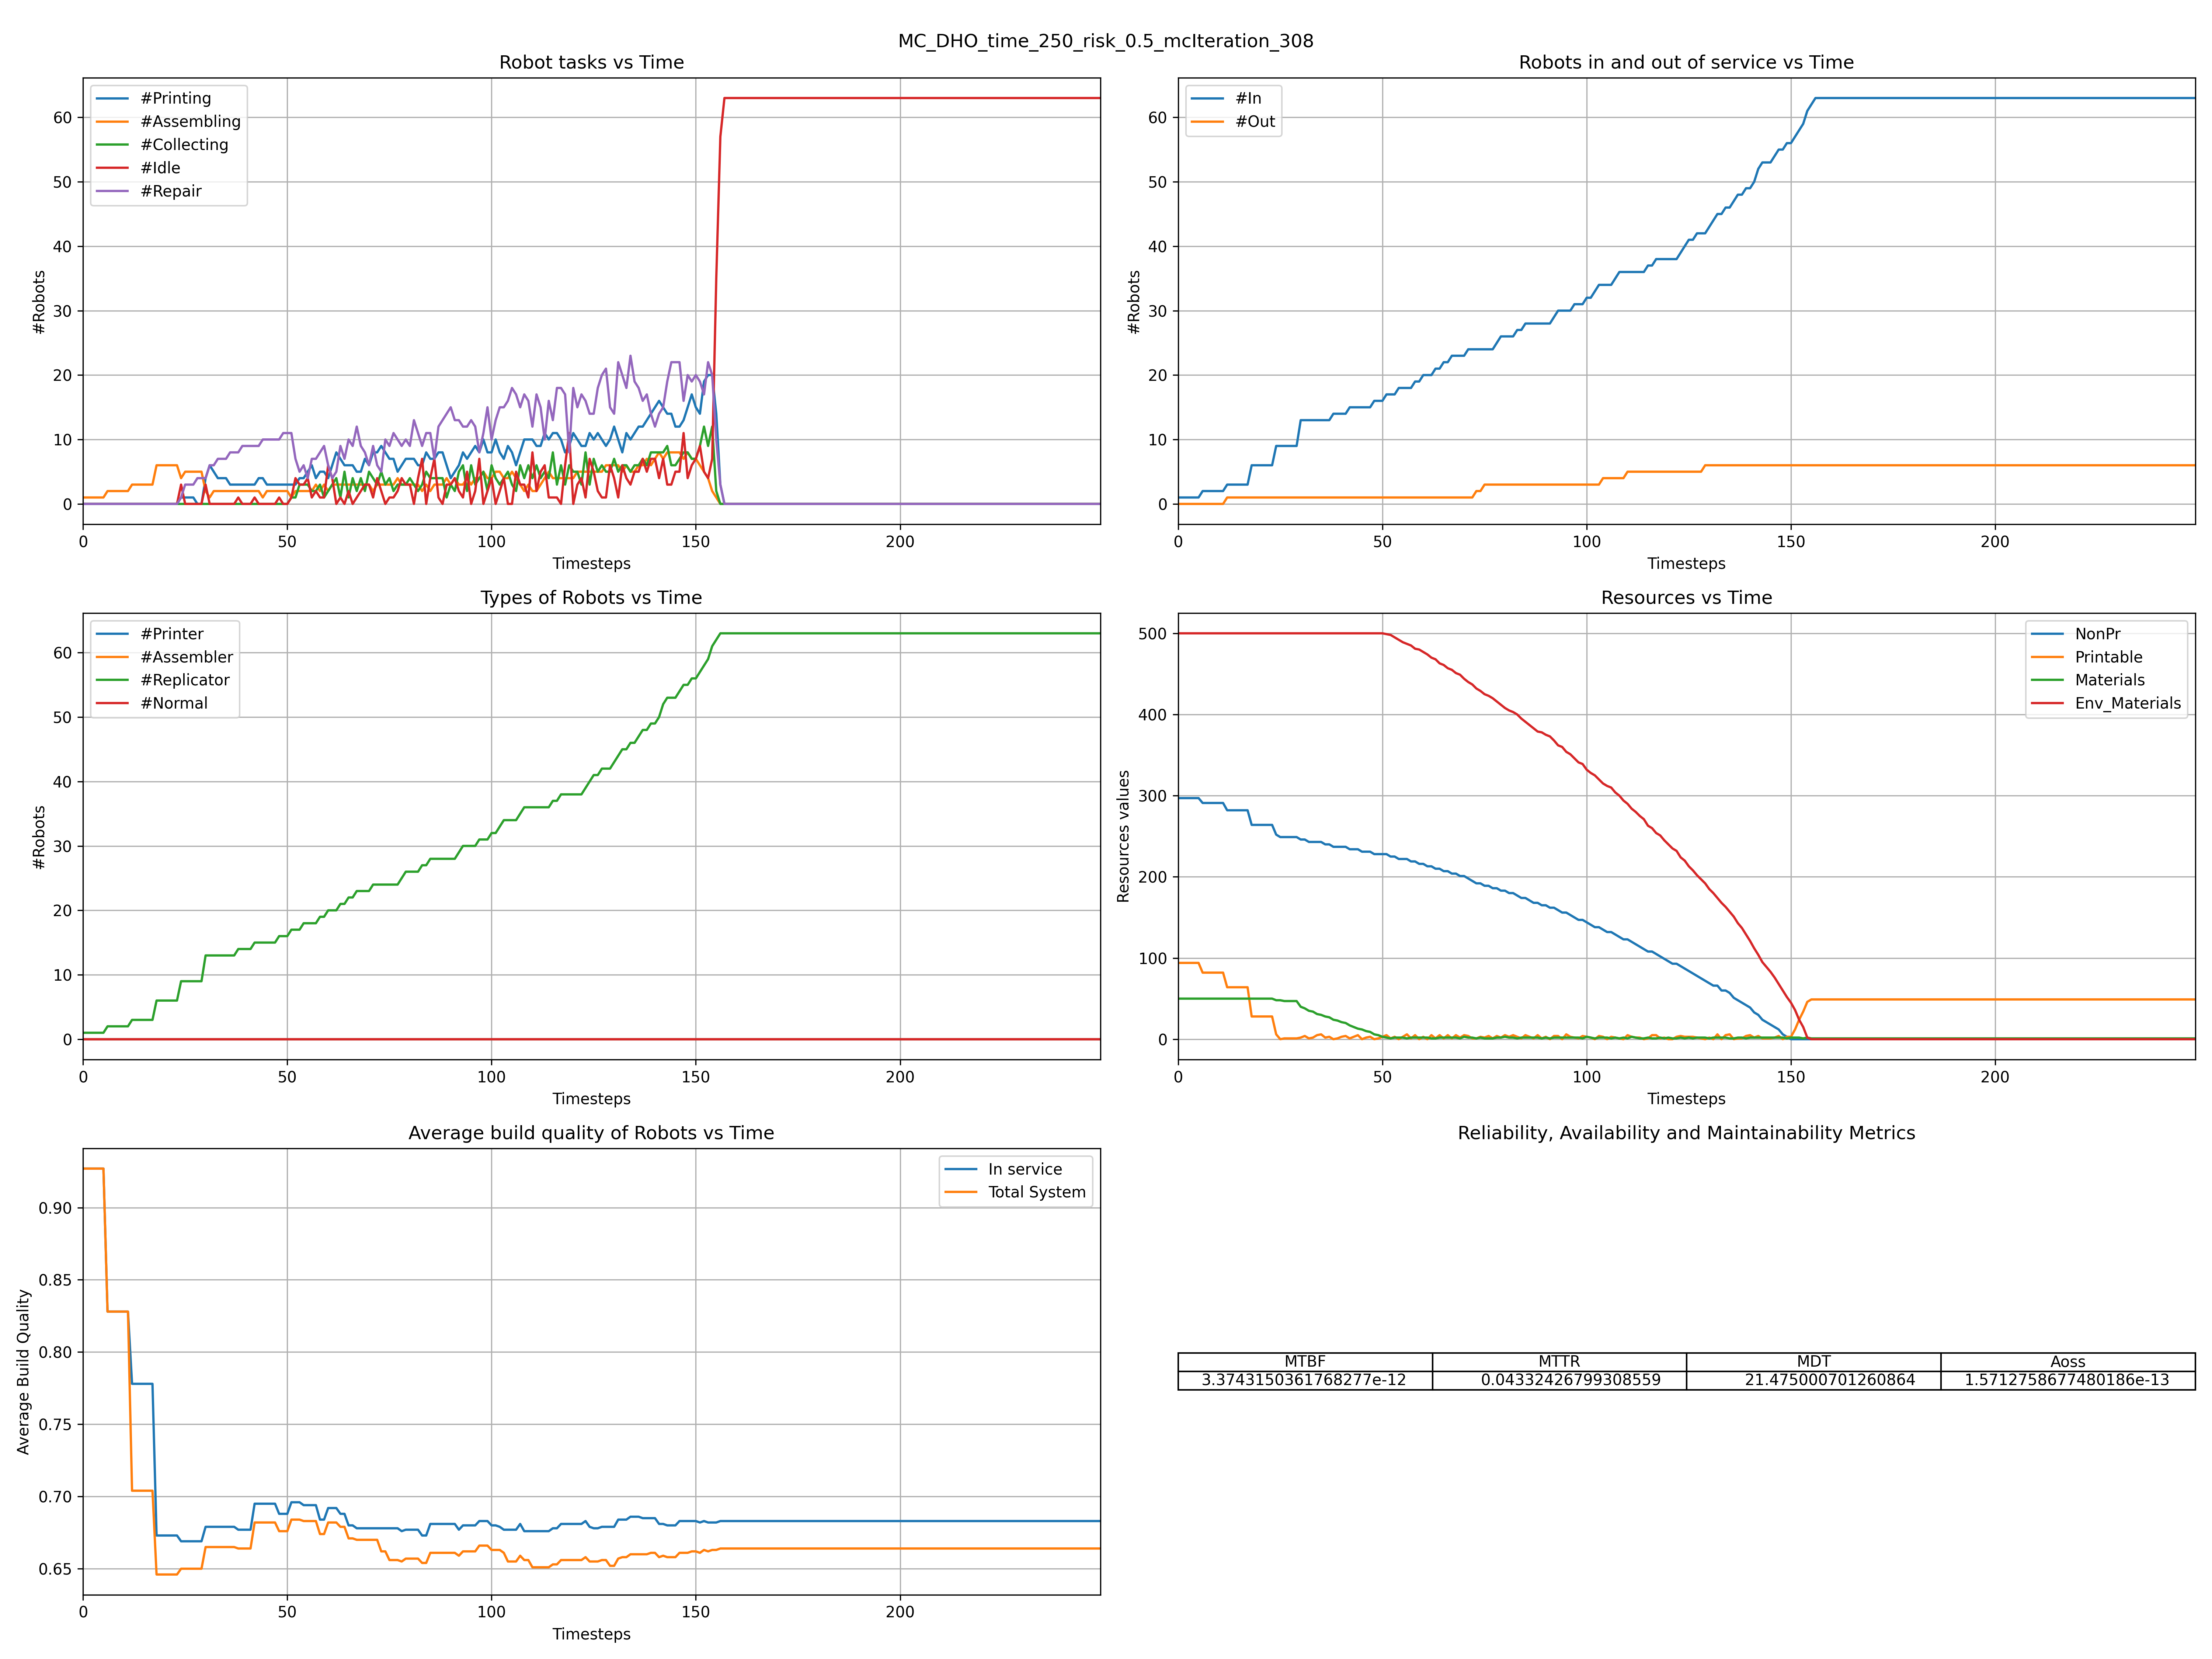 MC_DHO_time_250_risk_0.5_mcIteration_308
Robot tasks vs Time
#Printing
#Assembling
#Collecting
#Idle
#Repair
#Robots
0
10
20
30
40
50
60
0 50 100 150 200
Timesteps
Robots in and out of service vs Time
#In
#Out
#Robots
0
10
20
30
40
50
60
0 50 100 150 200
Timesteps
Types of Robots vs Time
#Printer
#Assembler
#Replicator
#Normal
#Robots
0
10
20
30
40
50
60
0 50 100 150 200
Timesteps
Resources vs Time
NonPr
Printable
Materials
Env_Materials
Resources values
0
100
200
300
400
500
0 50 100 150 200
Timesteps
Average build quality of Robots vs Time
In service
Total System
Average Build Quality
0.65
0.70
0.75
0.80
0.85
0.90
0 50 100 150 200
Timesteps
Reliability, Availability and Maintainability Metrics
MTBF MTTR MDT Aoss
3.3743150361768277e-12 0.04332426799308559 21.475000701260864 1.5712758677480186e-13